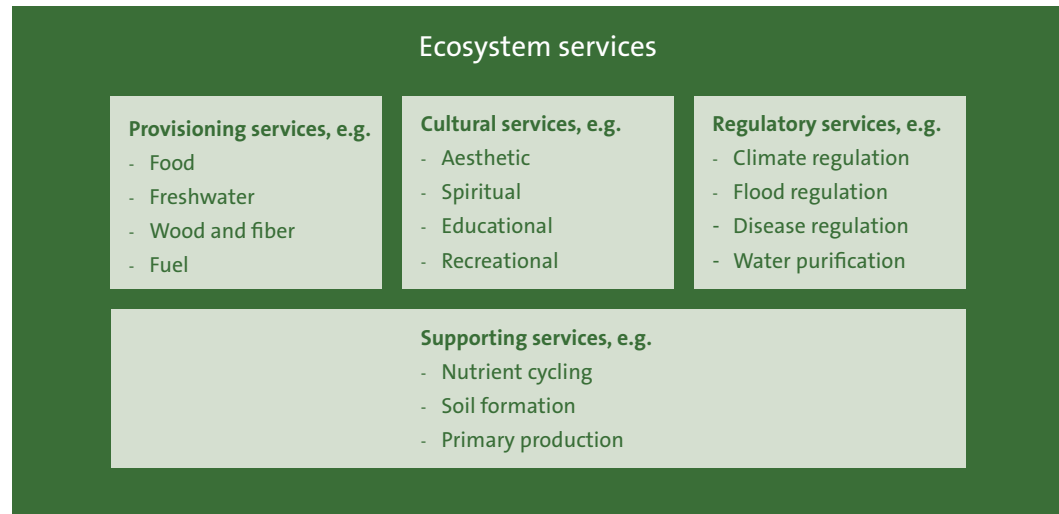 Ecosystem services
Provisioning services, e.g.
- Food
- Freshwater
- Wood and fiber
- Fuel
Cultural services, e.g.
- Aesthetic
- Spiritual
- Educational
- Recreational
Regulatory services, e.g.
- Climate regulation
- Flood regulation
- Disease regulation
- Water purification
Supporting services, e.g.
- Nutrient cycling
- Soil formation
- Primary production